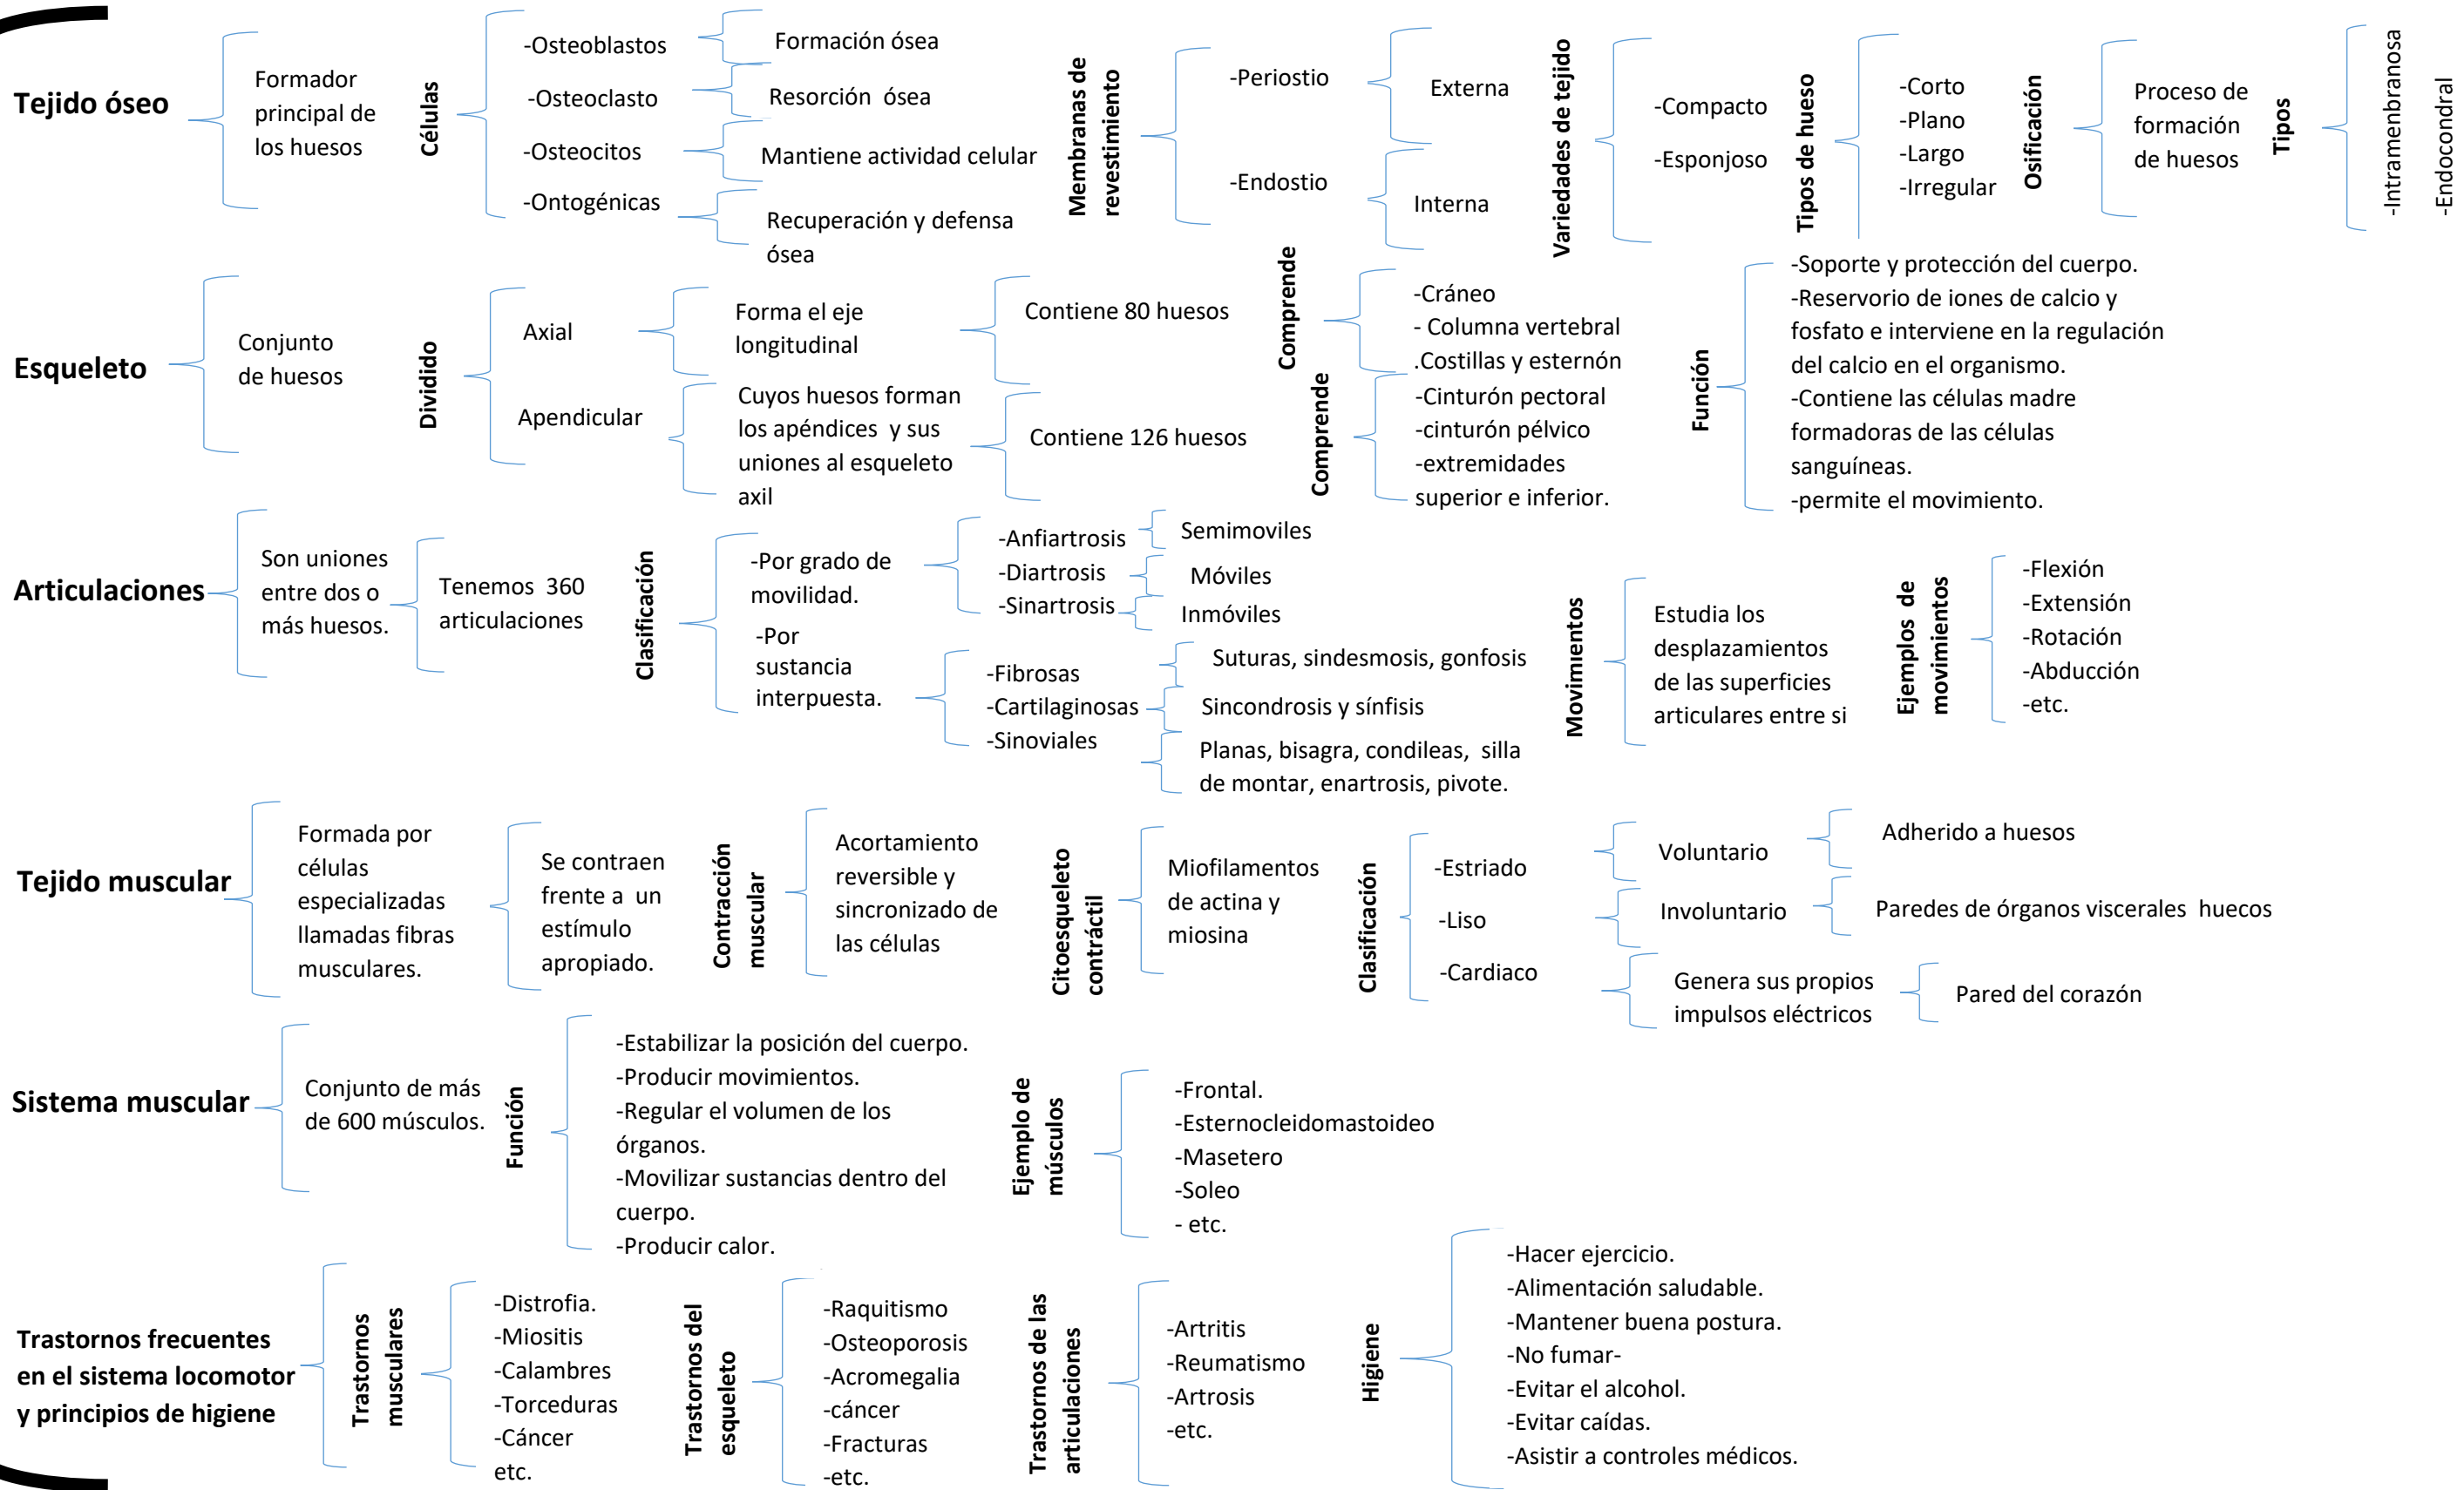 Tejido óseo
Formador
principal de
los huesos
Células
-Osteoblastos
Formación ósea
-Osteoclasto
Resorción ósea
-Osteocitos
Mantiene actividad celular
-Ontogénicas
Recuperación y defensa
ósea
Membranas de
revestimiento
-Periostio
Externa
-Endostio
Interna
Variedades de tejido
-Compacto
-Esponjoso
Tipos de hueso
-Corto
-Plano
-Largo
-Irregular
Osificación
Proceso de
formación
de huesos
Tipos
-Intramenbranosa
-Endocondral
Esqueleto
Conjunto
de huesos
Dividido
Axial
Forma el eje
longitudinal
Contiene 80 huesos
Comprende
-Cráneo
- Columna vertebral
.Costillas y esternón
Apendicular
Cuyos huesos forman
los apéndices y sus
uniones al esqueleto
axil
Contiene 126 huesos
Comprende
-Cinturón pectoral
-cinturón pélvico
-extremidades
superior e inferior.
Función
-Soporte y protección del cuerpo.
-Reservorio de iones de calcio y
fosfato e interviene en la regulación
del calcio en el organismo.
-Contiene las células madre
formadoras de las células
sanguíneas.
-permite el movimiento.
Articulaciones
Son uniones
entre dos o
más huesos.
Tenemos 360
articulaciones
Clasificación
-Por grado de
movilidad.
-Anfiartrosis
Semimoviles
-Diartrosis
Móviles
-Sinartrosis
Inmóviles
-Por
sustancia
interpuesta.
-Fibrosas
Suturas, sindesmosis, gonfosis
-Cartilaginosas
Sincondrosis y sínfisis
-Sinoviales
Planas, bisagra, condileas, silla
de montar, enartrosis, pivote.
Movimientos
Estudia los
desplazamientos
de las superficies
articulares entre si
Ejemplos de
movimientos
-Flexión
-Extensión
-Rotación
-Abducción
-etc.
Tejido muscular
Formada por
células
especializadas
llamadas fibras
musculares.
Se contraen
frente a un
estímulo
apropiado.
Contracción
muscular
Acortamiento
reversible y
sincronizado de
las células
Citoesqueleto
contráctil
Miofilamentos
de actina y
miosina
Clasificación
-Estriado
Voluntario
Adherido a huesos
-Liso
Involuntario
Paredes de órganos viscerales huecos
-Cardiaco
Genera sus propios
impulsos eléctricos
Pared del corazón
Sistema muscular
Conjunto de más
de 600 músculos.
Función
-Estabilizar la posición del cuerpo.
-Producir movimientos.
-Regular el volumen de los
órganos.
-Movilizar sustancias dentro del
cuerpo.
-Producir calor.
Ejemplo de
músculos
-Frontal.
-Esternocleidomastoideo
-Masetero
-Soleo
- etc.
Trastornos frecuentes
en el sistema locomotor
y principios de higiene
Trastornos
musculares
-Distrofia.
-Miositis
-Calambres
-Torceduras
-Cáncer
etc.
Trastornos del
esqueleto
-Raquitismo
-Osteoporosis
-Acromegalia
-cáncer
-Fracturas
-etc.
Trastornos de las
articulaciones
-Artritis
-Reumatismo
-Artrosis
-etc.
Higiene
-Hacer ejercicio.
-Alimentación saludable.
-Mantener buena postura.
-No fumar-
-Evitar el alcohol.
-Evitar caídas.
-Asistir a controles médicos.